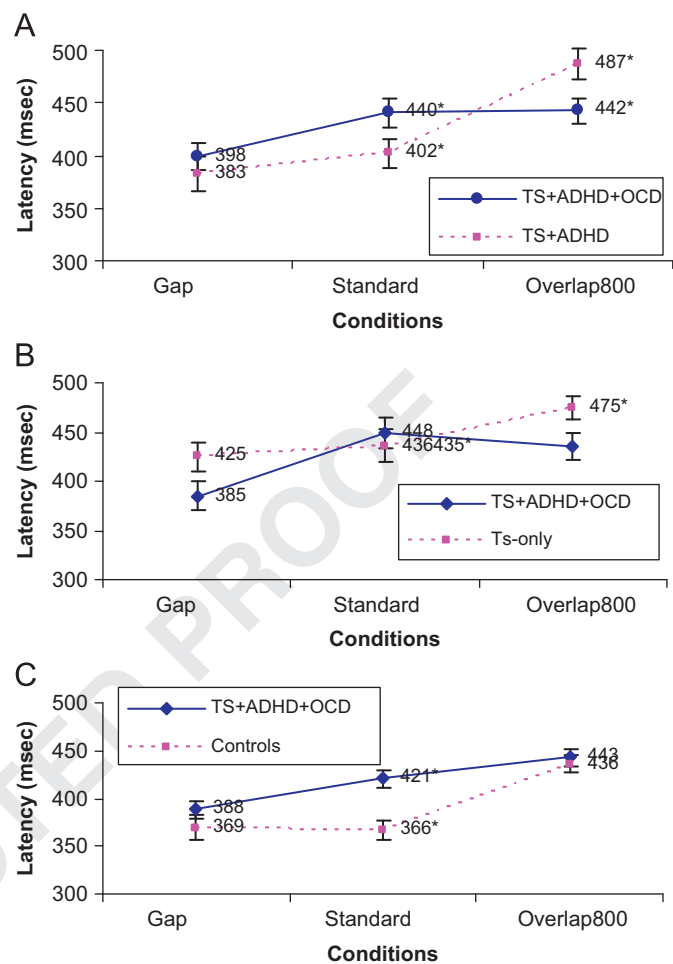 A
Latency (msec)
500
450
400
350
300
398
383
440*
402*
487*
442*
TS+ADHD+OCD
TS+ADHD
Gap
Standard
Overlap800
Conditions
B
Latency (msec)
500
450
400
350
300
425
385
448
436435*
475*
TS+ADHD+OCD
Ts-only
Gap
Standard
Overlap800
Conditions
C
Latency (msec)
500
450
400
350
300
TS+ADHD+OCD
Controls
388
369
421*
366*
443
436
Gap
Standard
Overlap800
Conditions
TED PROOF